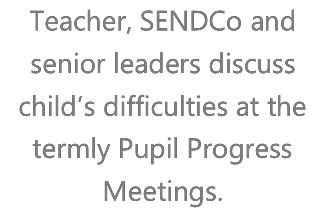 Teacher, SENDCo and
senior leaders discuss
child's difficulties at the
termly Pupil Progress
Meetings.